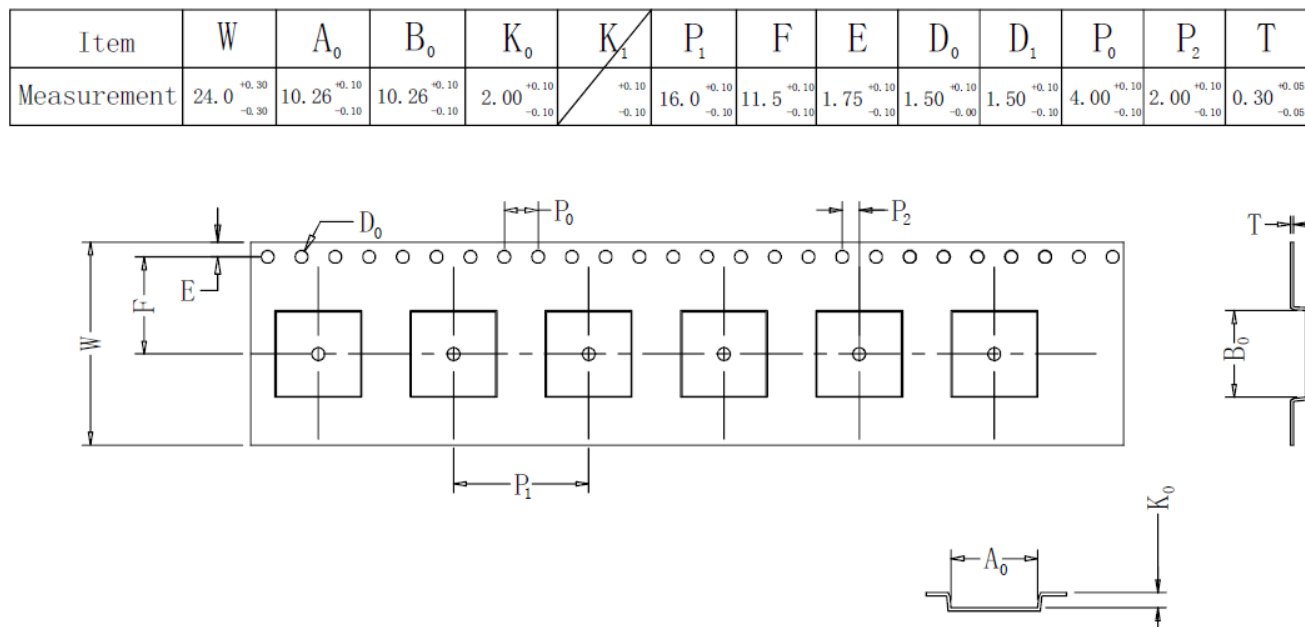 Item W A₀ B₀ K₀ K₁ P₁ F E D₀ D₁ P₀ P₂ T
Measurement 24.0 +0.30 -0.30 10.26 +0.10 -0.10 10.26 +0.10 -0.10 2.00 +0.10 -0.10 +0.10 -0.10 16.0 +0.10 -0.10 11.5 +0.10 -0.10 1.75 +0.10 -0.10 1.50 +0.10 -0.00 1.50 +0.10 -0.10 4.00 +0.10 -0.10 2.00 +0.10 -0.10 0.30 +0.05 -0.05
D₀ P₀ P₂ T
E
F
W
B₀
P₁
K₀
A₀